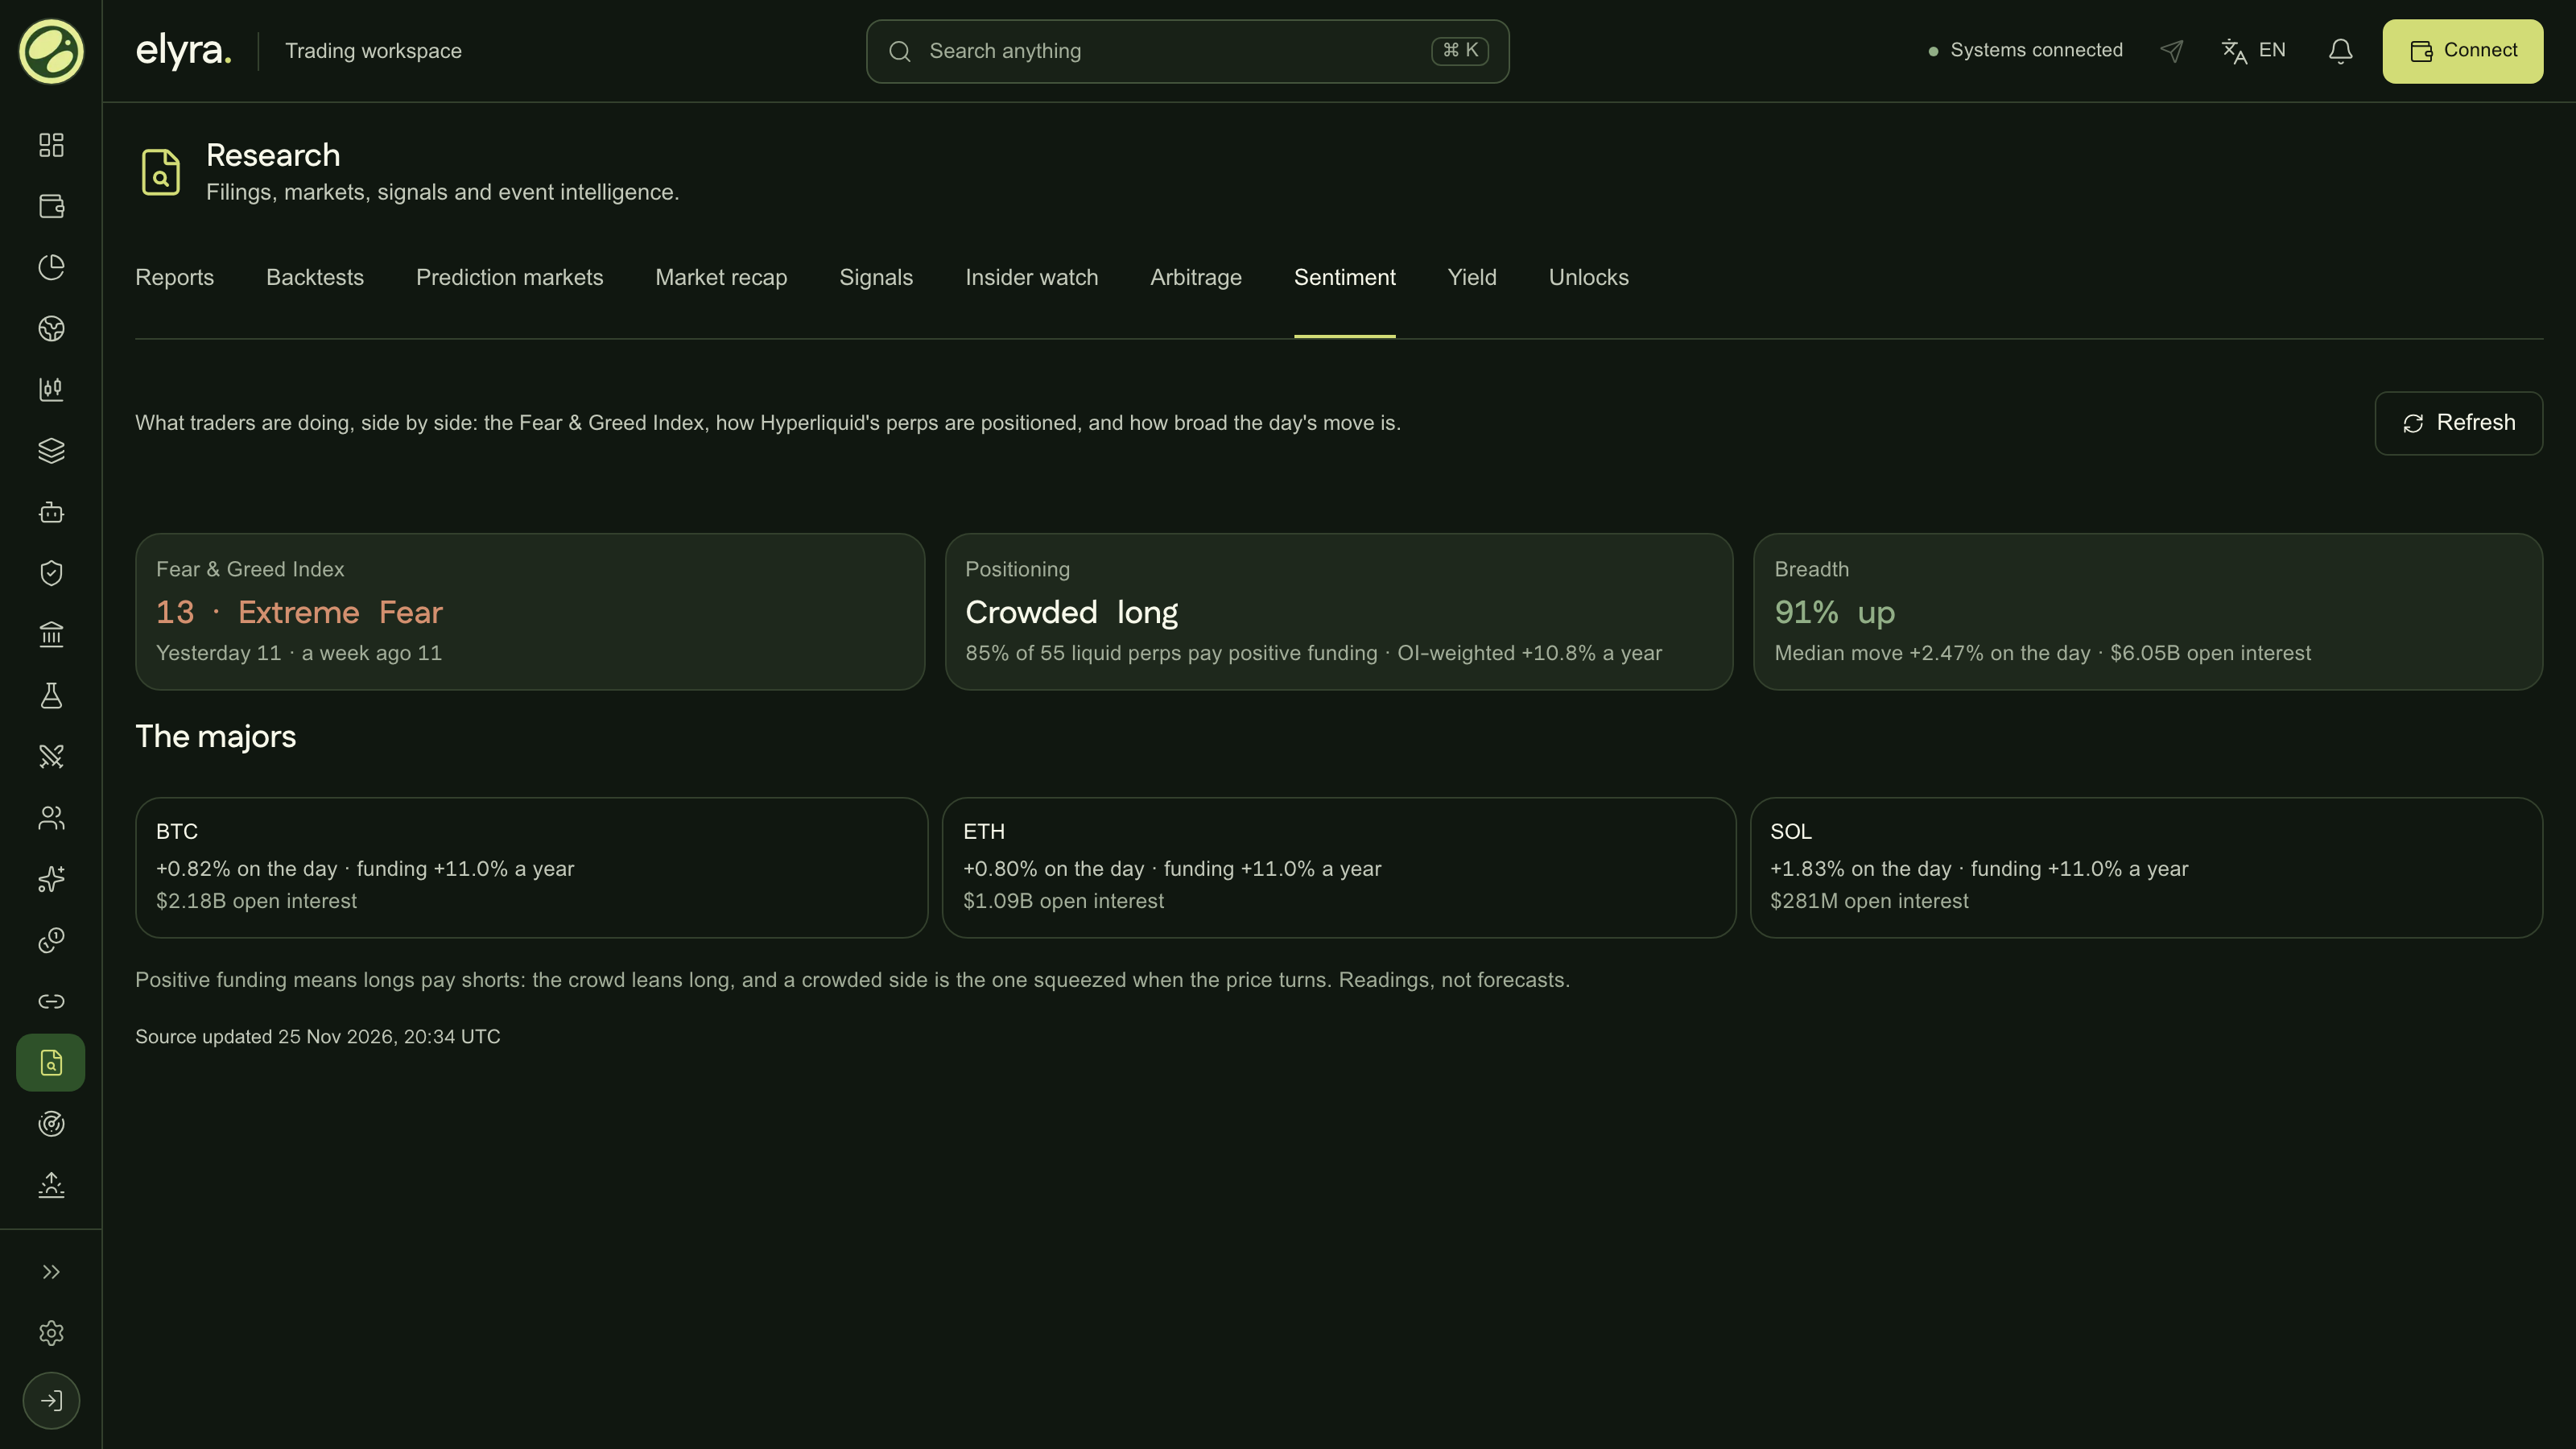 elyra.
Trading workspace
Search anything
⌘ K
Systems connected
EN
Connect
Research
Filings, markets, signals and event intelligence.
Reports
Backtests
Prediction markets
Market recap
Signals
Insider watch
Arbitrage
Sentiment
Yield
Unlocks
What traders are doing, side by side: the Fear & Greed Index, how Hyperliquid's perps are positioned, and how broad the day's move is.
Refresh
Fear & Greed Index
13 · Extreme Fear
Yesterday 11 · a week ago 11
Positioning
Crowded long
85% of 55 liquid perps pay positive funding · OI-weighted +10.8% a year
Breadth
91% up
Median move +2.47% on the day · $6.05B open interest
The majors
BTC
+0.82% on the day · funding +11.0% a year
$2.18B open interest
ETH
+0.80% on the day · funding +11.0% a year
$1.09B open interest
SOL
+1.83% on the day · funding +11.0% a year
$281M open interest
Positive funding means longs pay shorts: the crowd leans long, and a crowded side is the one squeezed when the price turns. Readings, not forecasts.
Source updated 25 Nov 2026, 20:34 UTC